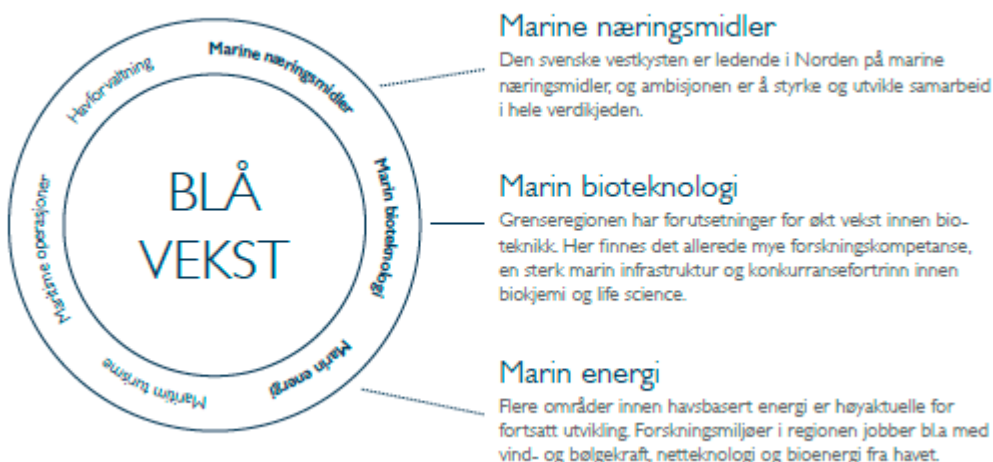 BLÅ
VEKST
Marine næringsmidler
Marin bioteknologi
Marin energi
Maritim turisme
Maritime operasjoner
Havforvaltning
Marine næringsmidler
Den svenske vestkysten er ledende i Norden på marine
næringsmidler, og ambisjonen er å styrke og utvikle samarbeid
i hele verdikjeden.
Marin bioteknologi
Grenseregionen har forutsetninger for økt vekst innen bio-
teknikk. Her finnes det allerede mye forskningskompetanse,
en sterk marin infrastruktur og konkurransefortrinn innen
biokjemi og life science.
Marin energi
Flere områder innen havsbasert energi er høyaktuelle for
fortsatt utvikling. Forskningsmiljøer i regionen jobber bl.a med
vind- og bølgekraft, netteknologi og bioenergi fra havet.